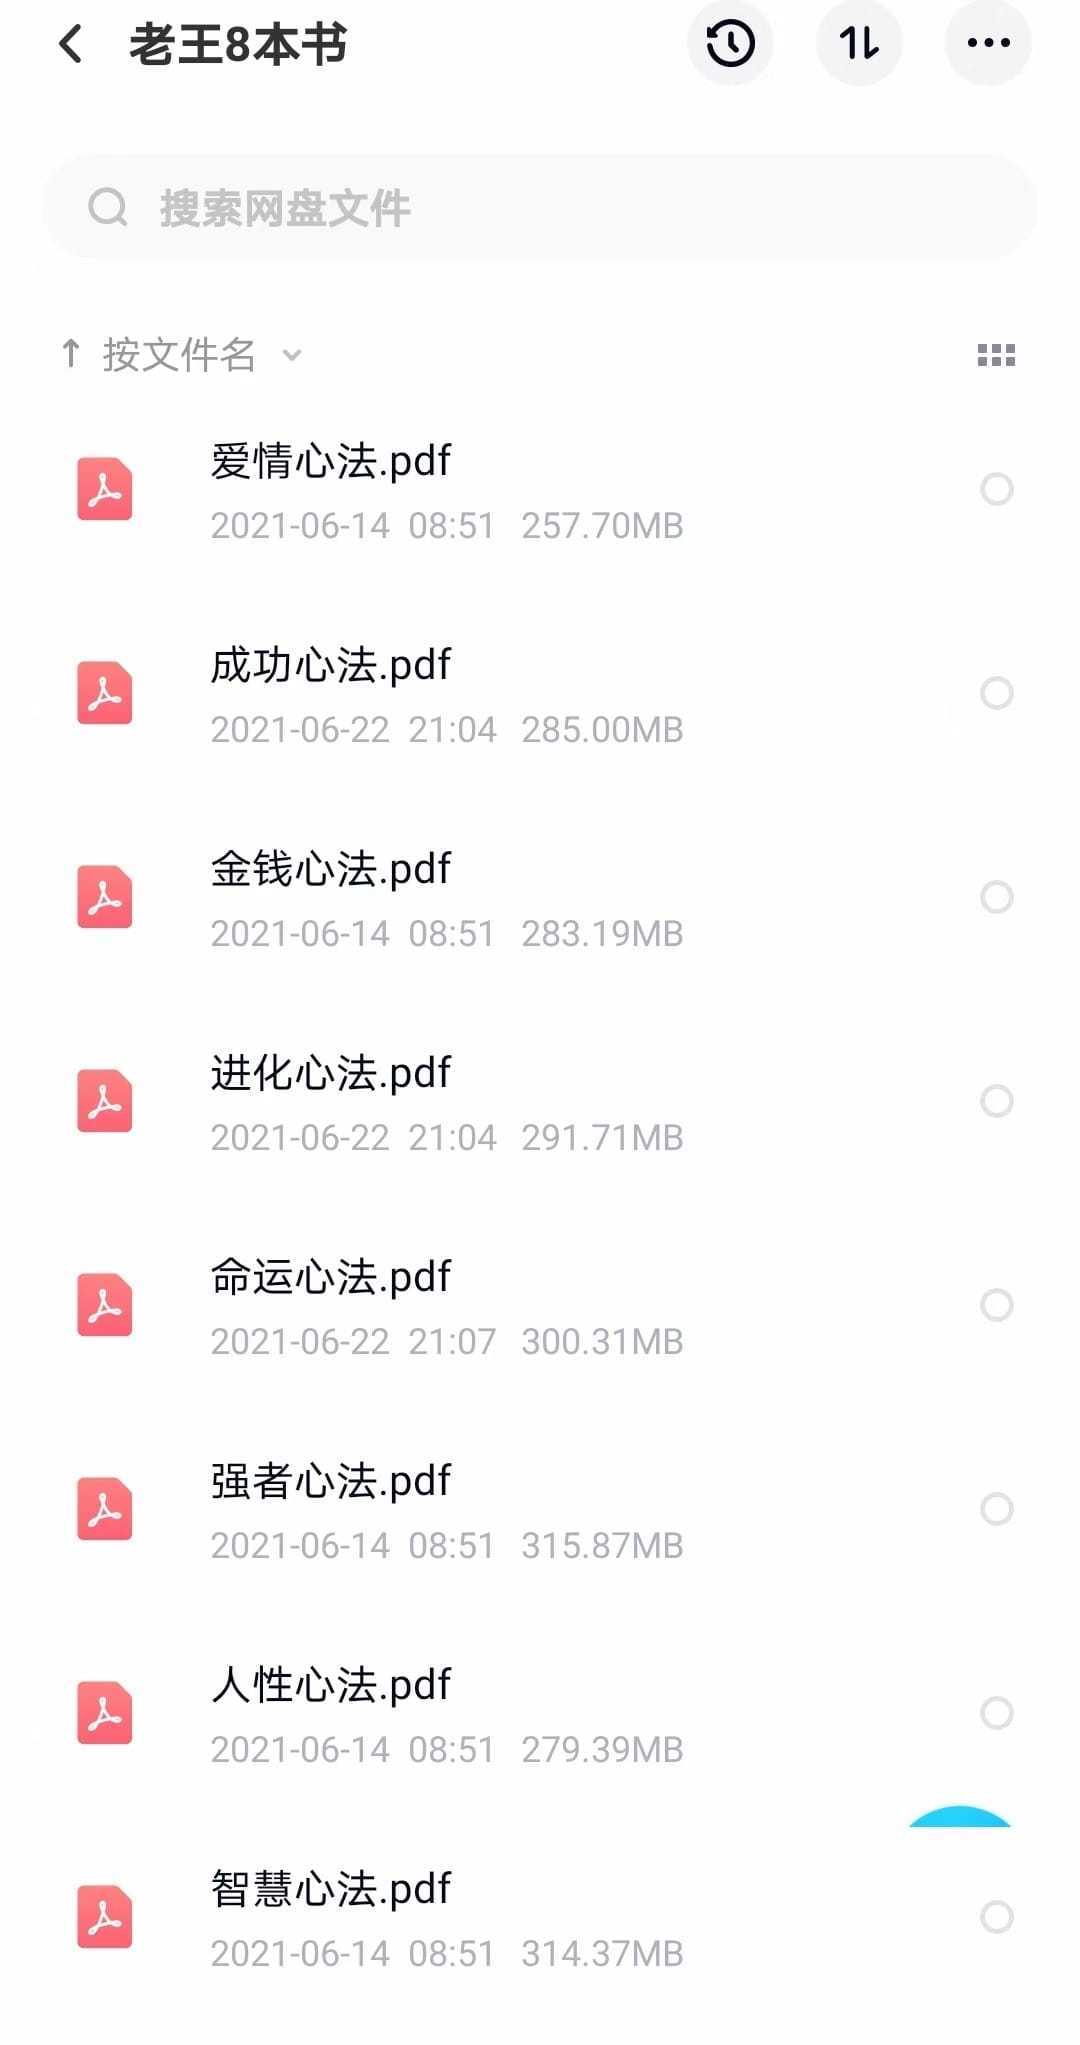 老王8本书
搜索网盘文件
↑ 按文件名
爱情心法.pdf
2021-06-14 08:51 257.70MB
成功心法.pdf
2021-06-22 21:04 285.00MB
金钱心法.pdf
2021-06-14 08:51 283.19MB
进化心法.pdf
2021-06-22 21:04 291.71MB
命运心法.pdf
2021-06-22 21:07 300.31MB
强者心法.pdf
2021-06-14 08:51 315.87MB
人性心法.pdf
2021-06-14 08:51 279.39MB
智慧心法.pdf
2021-06-14 08:51 314.37MB